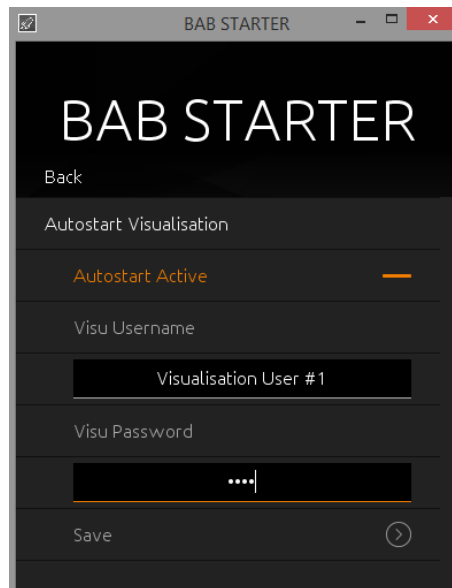 BAB STARTER
BAB STARTER
Back
Autostart Visualisation
Autostart Active
Visu Username
Visualisation User #1
Visu Password
••••
Save